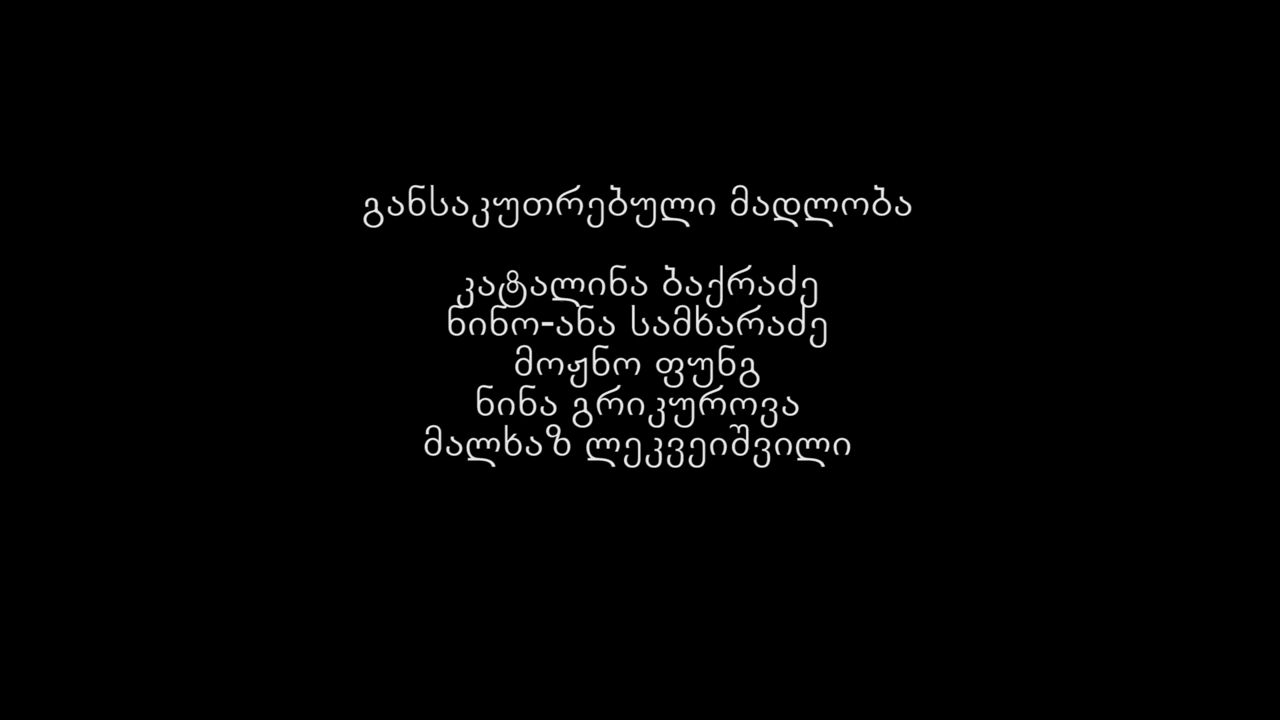 განსაკუთრებული მადლობა
კატალინა ბაქრაძე
ნინო-ანა სამხარაძე
მოჟნო ფუნგ
ნინა გრიკუროვა
მალხაზ ლეკვეიშვილი